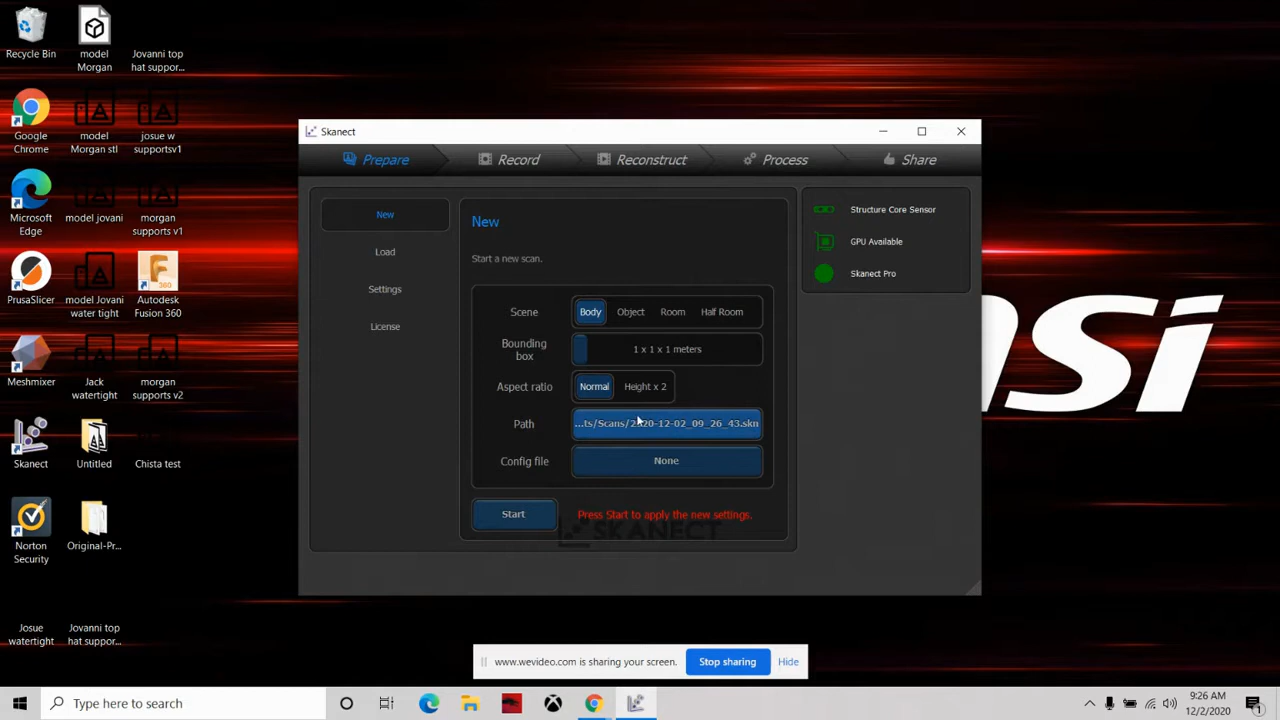 Recycle Bin
model
Morgan
Jovanni top
hat suppor...
Google
Chrome
model
Morgan stl
josue w
supportsv1
Microsoft
Edge
model jovani
morgan
supports v1
PrusaSlicer
model Jovani
water tight
Autodesk
Fusion 360
Meshmixer
Jack
watertight
morgan
supports v2
Skanect
Untitled
Chista test
Norton
Security
Original-Pr...
Josue
watertight
Jovanni top
hat suppor...
Skanect
Prepare
Record
Reconstruct
Process
Share
New
Load
Settings
License
New
Start a new scan.
Scene
Body
Object
Room
Half Room
Bounding
box
1 x 1 x 1 meters
Aspect ratio
Normal
Height x 2
Path
...ts/Scans/2020-12-02_09_26_43.skn
Config file
None
Start
Press Start to apply the new settings.
SKANECT
Structure Core Sensor
GPU Available
Skanect Pro
msi
www.wevideo.com is sharing your screen.
Stop sharing
Hide
Type here to search
9:26 AM
12/2/2020
1